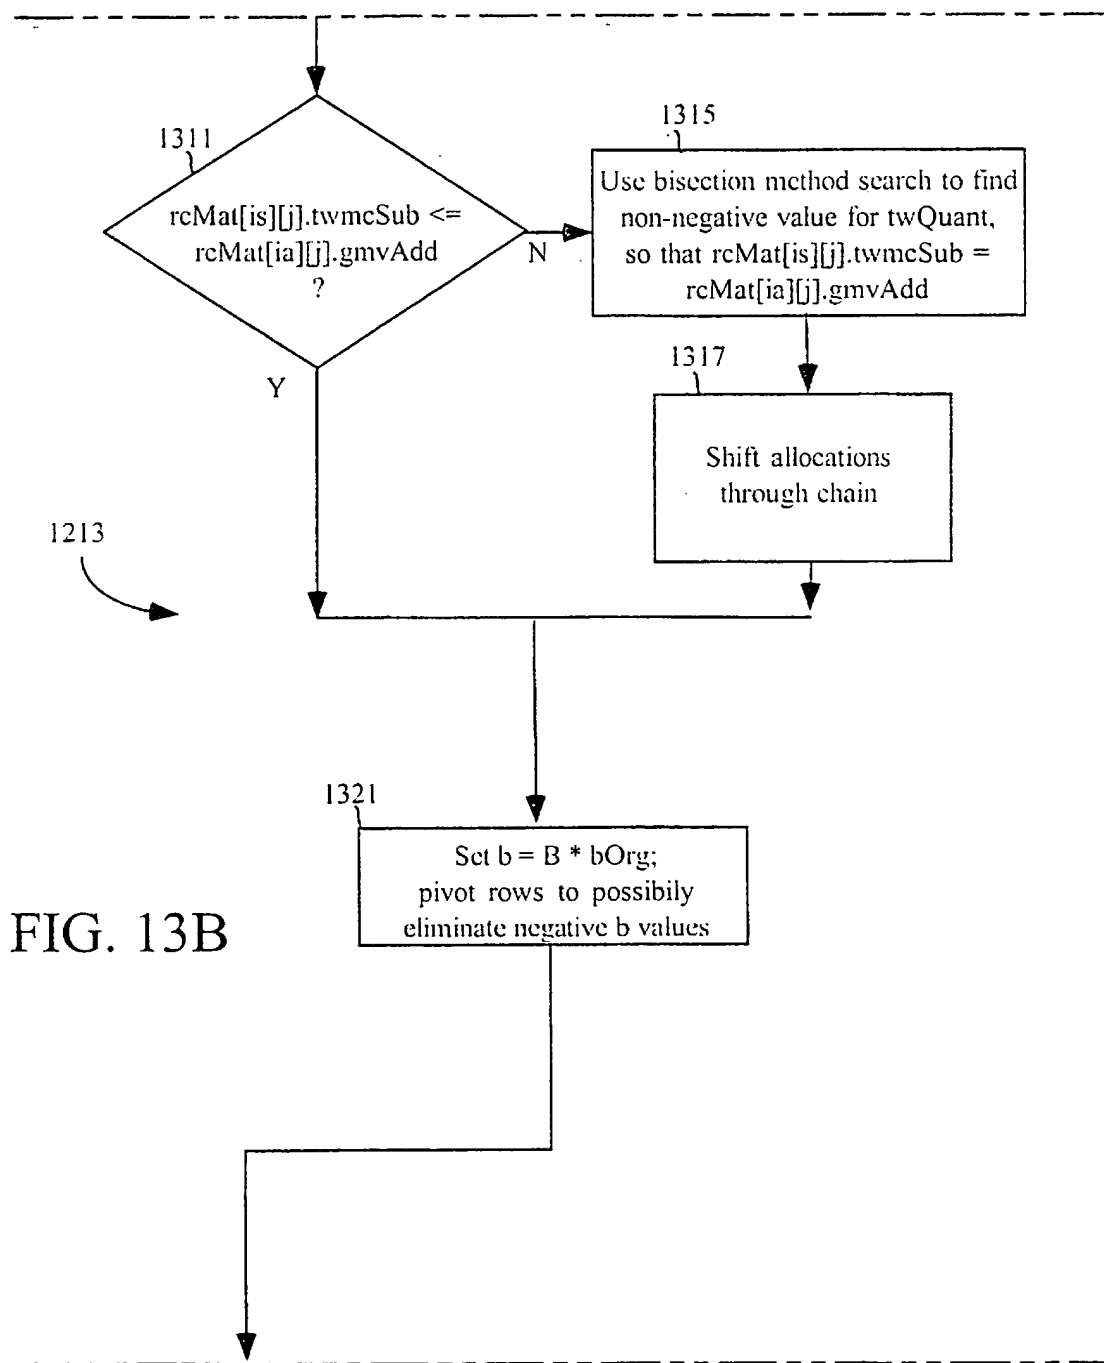 1311
rcMat[is][j].twmcSub <=
rcMat[ia][j].gmvAdd
?
N
Y
1315
Use bisection method search to find
non-negative value for twQuant,
so that rcMat[is][j].twmcSub =
rcMat[ia][j].gmvAdd
1317
Shift allocations
through chain
1213
1321
Set b = B * bOrg;
pivot rows to possibily
eliminate negative b values
FIG. 13B